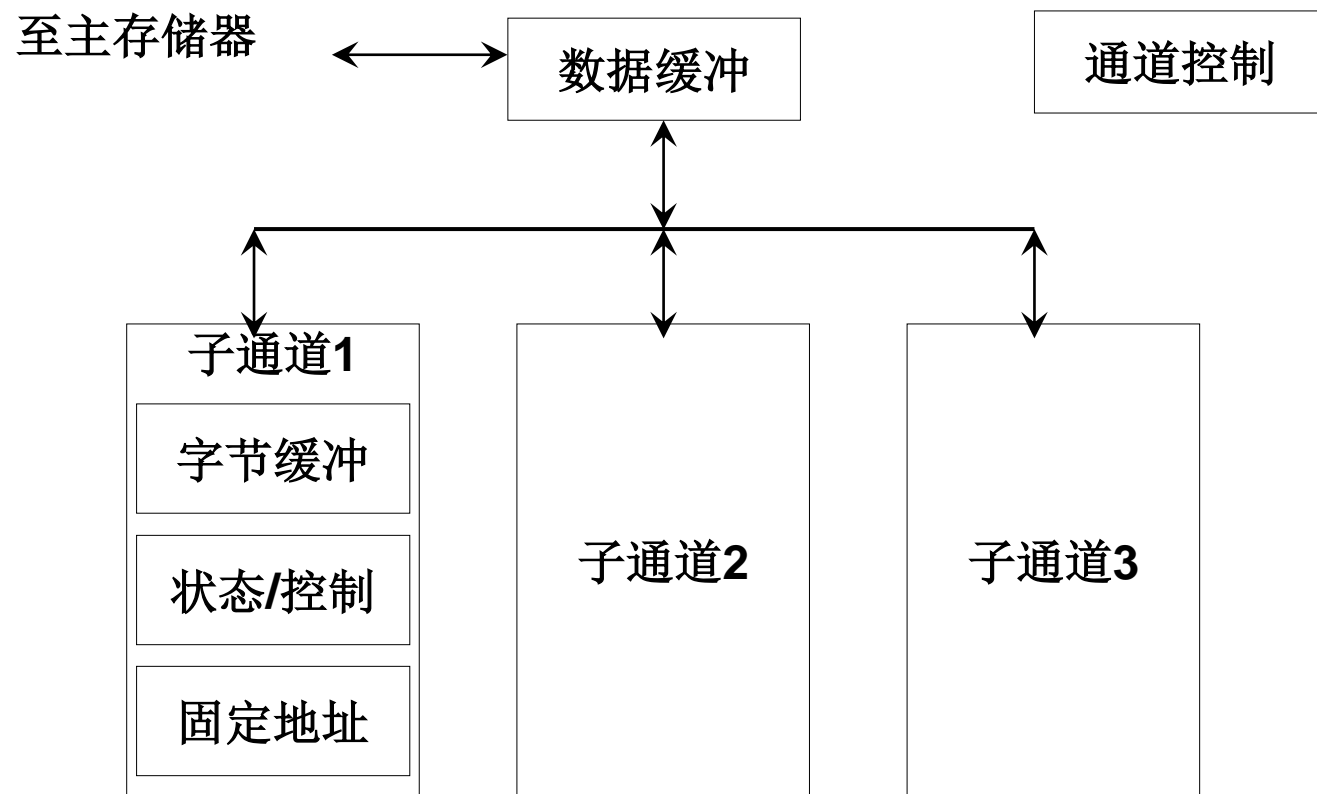 至主存储器
数据缓冲
通道控制
子通道1
字节缓冲
状态/控制
固定地址
子通道2
子通道3